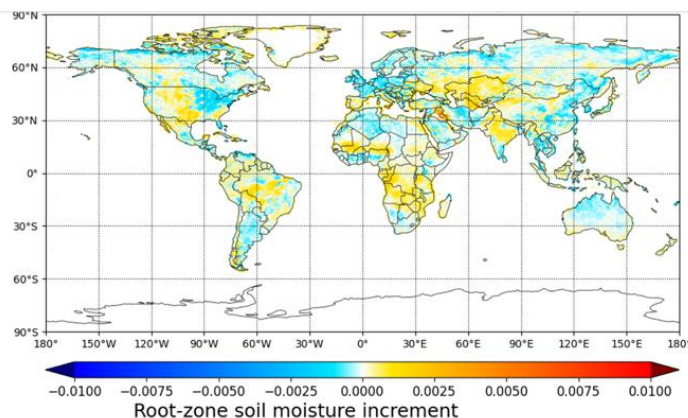 90°N
60°N
30°N
0°
30°S
60°S
90°S
180° 150°W 120°W 90°W 60°W 30°W 0° 30°E 60°E 90°E 120°E 150°E 180°
−0.0100 −0.0075 −0.0050 −0.0025 0.0000 0.0025 0.0050 0.0075 0.0100
Root-zone soil moisture increment